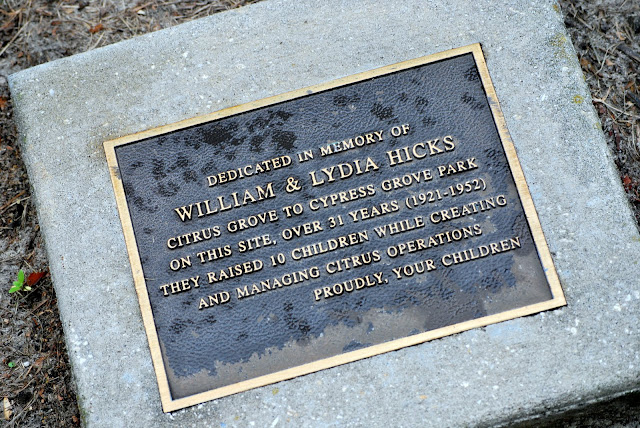 DEDICATED IN MEMORY OF
WILLIAM & LYDIA HICKS
CITRUS GROVE TO CYPRESS GROVE PARK
ON THIS SITE, OVER 31 YEARS (1921-1952)
THEY RAISED 10 CHILDREN WHILE CREATING
AND MANAGING CITRUS OPERATIONS
PROUDLY, YOUR CHILDREN